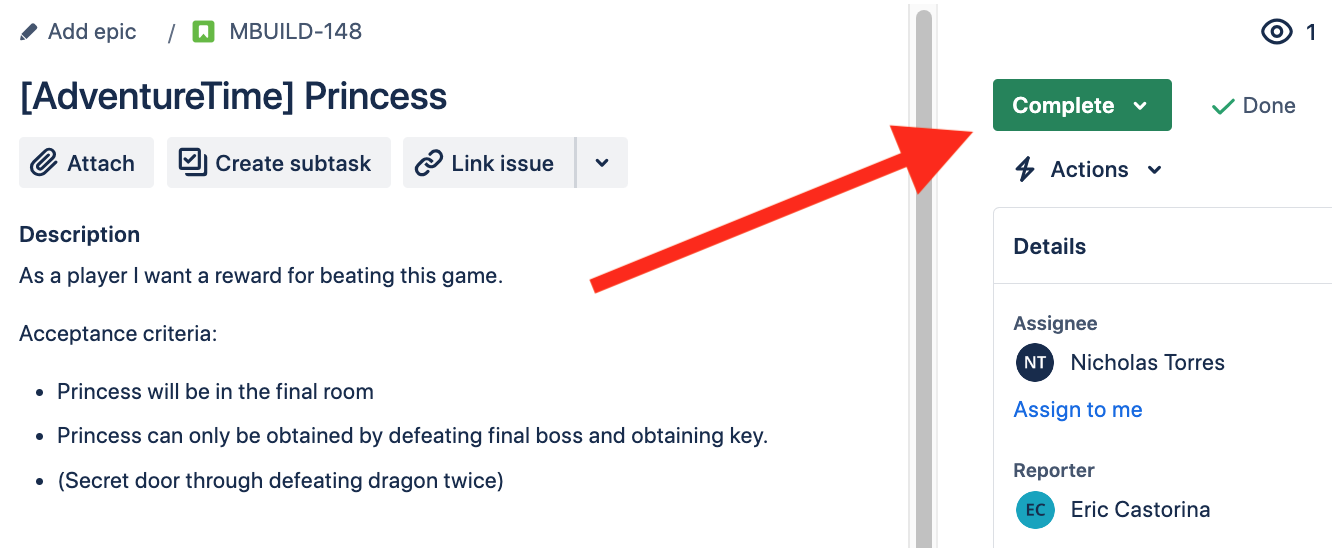 Add epic / MBUILD-148
1
[AdventureTime] Princess
Complete
Done
Attach
Create subtask
Link issue
Actions
Description
As a player I want a reward for beating this game.
Acceptance criteria:
• Princess will be in the final room
• Princess can only be obtained by defeating final boss and obtaining key.
• (Secret door through defeating dragon twice)
Details
Assignee
NT Nicholas Torres
Assign to me
Reporter
EC Eric Castorina